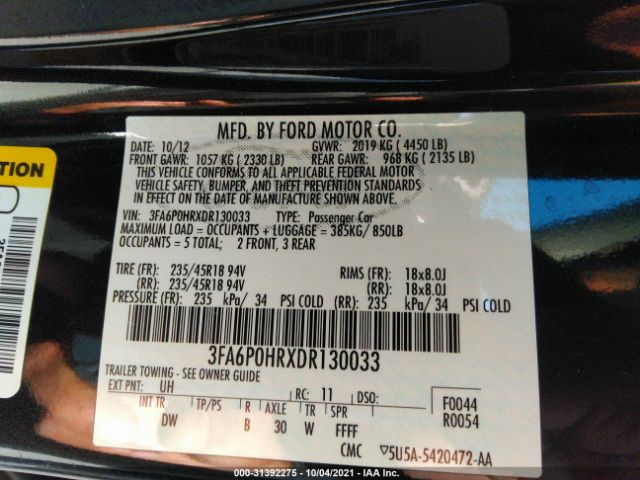 MFD. BY FORD MOTOR CO.
DATE: 10/12 GVWR: 2019 KG ( 4450 LB)
FRONT GAWR: 1057 KG ( 2330 LB) REAR GAWR: 968 KG ( 2135 LB)
THIS VEHICLE CONFORMS TO ALL APPLICABLE FEDERAL MOTOR
VEHICLE SAFETY, BUMPER, AND THEFT PREVENTION STANDARDS
IN EFFECT ON THE DATE OF MANUFACTURE SHOWN ABOVE.
VIN: 3FA6P0HRXDR130033 TYPE: Passenger Car
MAXIMUM LOAD = OCCUPANTS + LUGGAGE = 385KG/ 850LB
OCCUPANTS = 5 TOTAL; 2 FRONT, 3 REAR
TIRE (FR): 235/45R18 94V RIMS (FR): 18x8.0J
(RR): 235/45R18 94V (RR): 18x8.0J
PRESSURE (FR): 235 kPa/ 34 PSI COLD (RR): 235 kPa/ 34 PSI COLD
3FA6P0HRXDR130033
TRAILER TOWING - SEE OWNER GUIDE
EXT PNT: UH RC: 11 DSO: F0044
INT TR TP/PS R AXLE TR SPR R0054
DW B 30 W FFFF
CMC ▽5U5A-5420472-AA
© IAAI # - 31392275 - 10/04/2021 - IAA Inc.